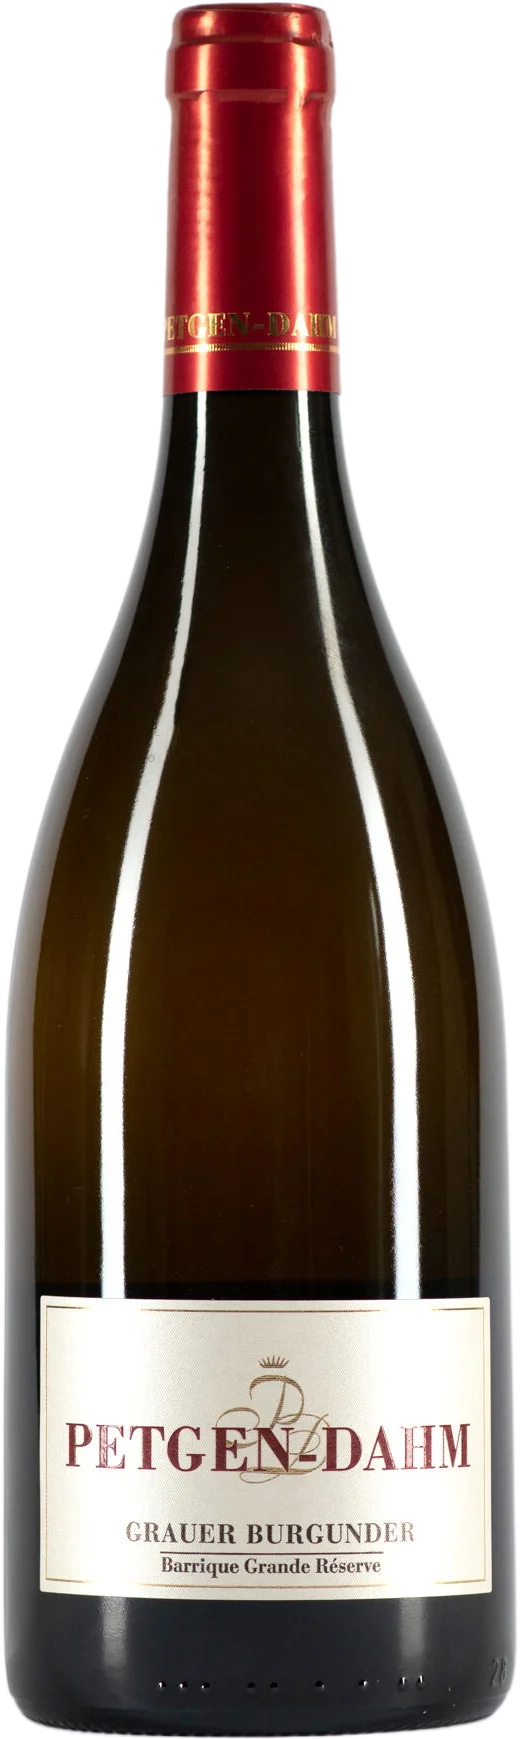 PETGEN-DAHM
PETGEN-DAHM
GRAUER BURGUNDER
Barrique Grande Réserve